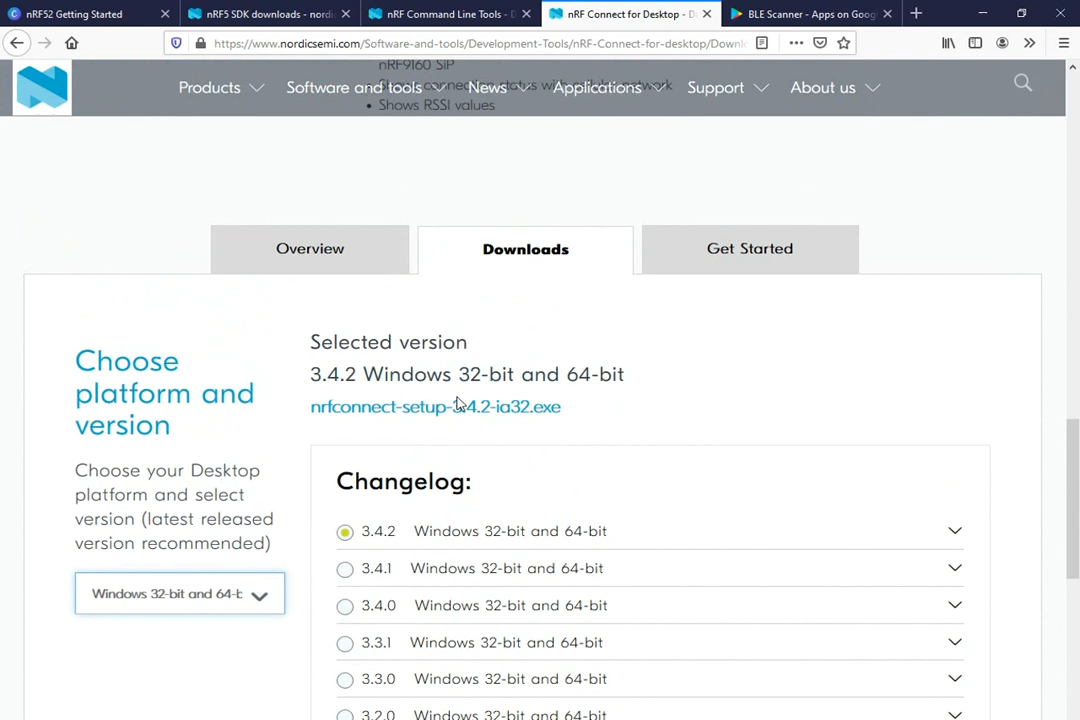 nRF52 Getting Started
nRF5 SDK downloads - nordi
nRF Command Line Tools - D
nRF Connect for Desktop - D
BLE Scanner - Apps on Goog
https://www.nordicsemi.com/Software-and-tools/Development-Tools/nRF-Connect-for-desktop/Downl
nRF9160 SiP
Shows connection status with cellular network
Products
Software and tools
News
Applications
Support
About us
• Shows RSSI values
Overview
Downloads
Get Started
Choose
platform and
version
Choose your Desktop
platform and select
version (latest released
version recommended)
Windows 32-bit and 64-b
Selected version
3.4.2 Windows 32-bit and 64-bit
nrfconnect-setup-3.4.2-ia32.exe
Changelog:
3.4.2 Windows 32-bit and 64-bit
3.4.1 Windows 32-bit and 64-bit
3.4.0 Windows 32-bit and 64-bit
3.3.1 Windows 32-bit and 64-bit
3.3.0 Windows 32-bit and 64-bit
3.2.0 Windows 32-bit and 64-bit